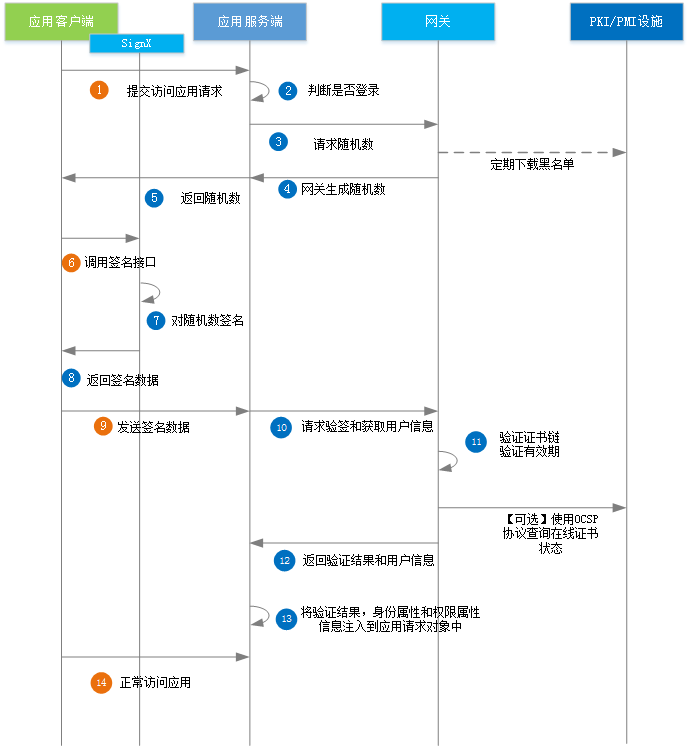 应用客户端
SignX
应用服务端
网关
PKI/PMI设施
1 提交访问应用请求
2 判断是否登录
3 请求随机数
定期下载黑名单
4 网关生成随机数
5 返回随机数
6 调用签名接口
7 对随机数签名
8 返回签名数据
9 发送签名数据
10 请求验签和获取用户信息
11 验证证书链
验证有效期
【可选】使用OCSP
协议查询在线证书
状态
12 返回验证结果和用户信息
13 将验证结果，身份属性和权限属性
信息注入到应用请求对象中
14 正常访问应用